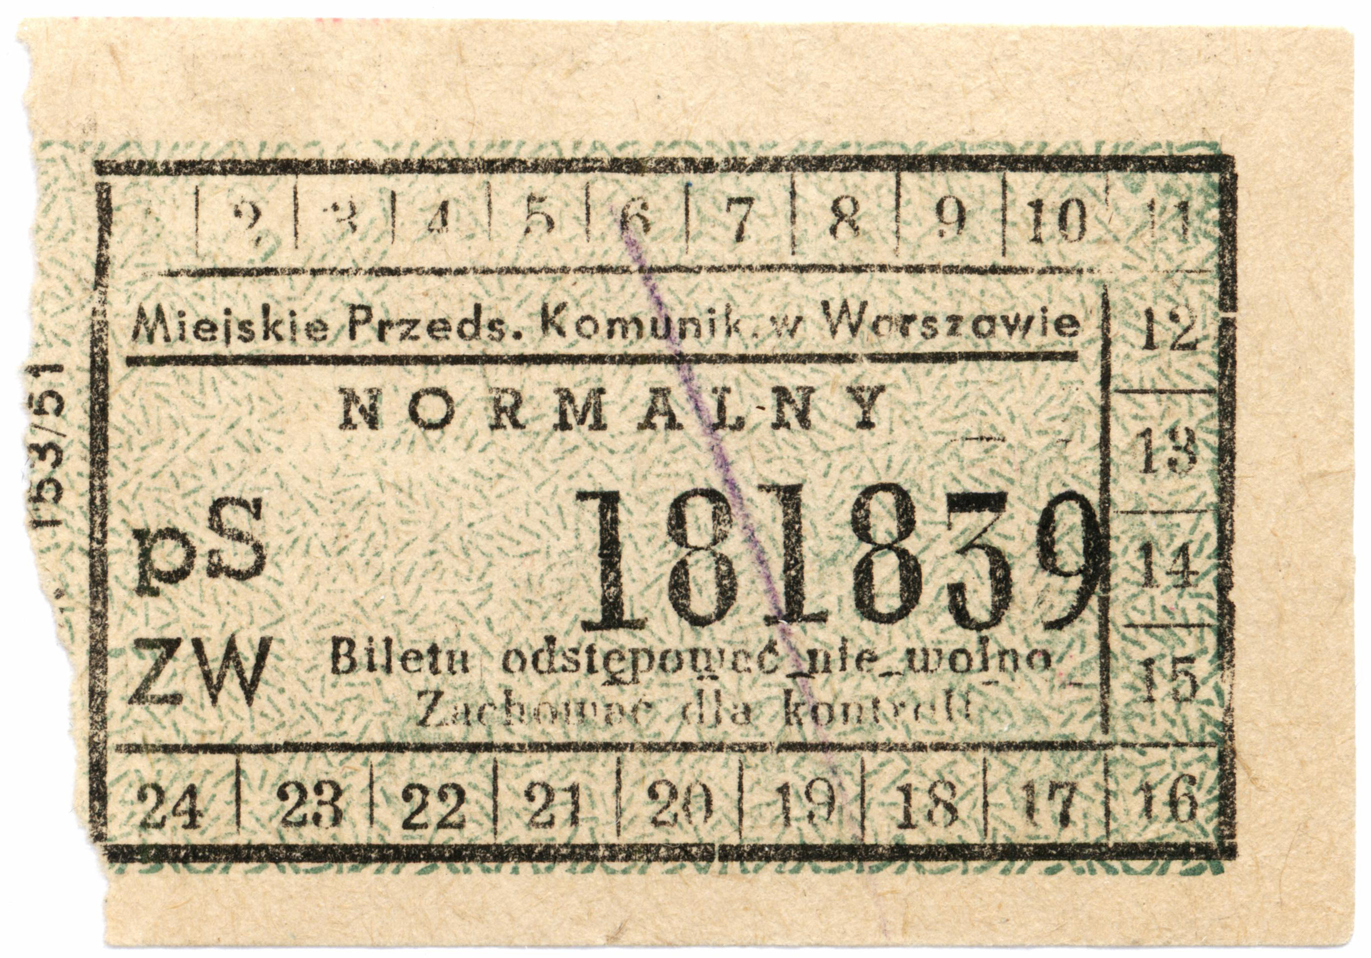 2 3 4 5 6 7 8 9 10 11
Miejskie Przeds. Komunik. w Warszawie
12
NORMALNY
13
pS 181839
14
ZW Biletu odstępować nie wolno
15
Zachować dla kontroli
24 23 22 21 20 19 18 17 16
153/51